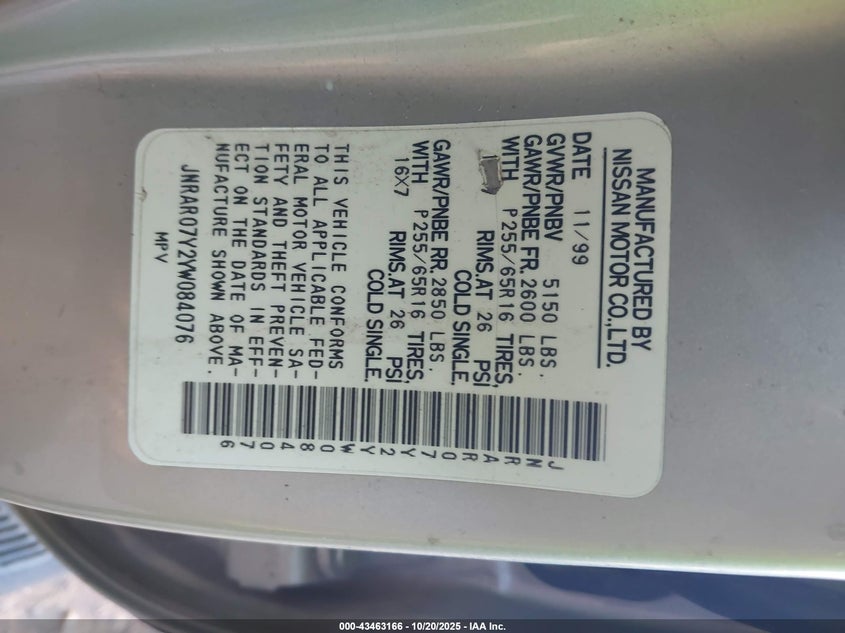 MANUFACTURED BY
NISSAN MOTOR CO.,LTD.
DATE 11/99
GVWR/PNBV 5150 LBS.
GAWR/PNBE FR. 2600 LBS.
WITH P255/65R16 TIRES,
RIMS.AT 26 PSI
COLD SINGLE.
GAWR/PNBE RR. 2850 LBS.
WITH P255/65R16 TIRES,
16X7 RIMS.AT 26 PSI
COLD SINGLE.
THIS VEHICLE CONFORMS
TO ALL APPLICABLE FED-
ERAL MOTOR VEHICLE SA-
FETY AND THEFT PREVEN-
TION STANDARDS IN EFF-
ECT ON THE DATE OF MA-
NUFACTURE SHOWN ABOVE.
JNRAR07Y2YW084076
MPV
JNRAR07Y2YW084076
000-43463166 - 10/20/2025 - IAA Inc.